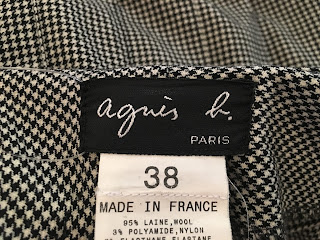 agnès b.
PARIS
38
MADE IN FRANCE
95% LAINE,WOOL
3% POLYAMIDE,NYLON
ELASTHANE ELASTANE